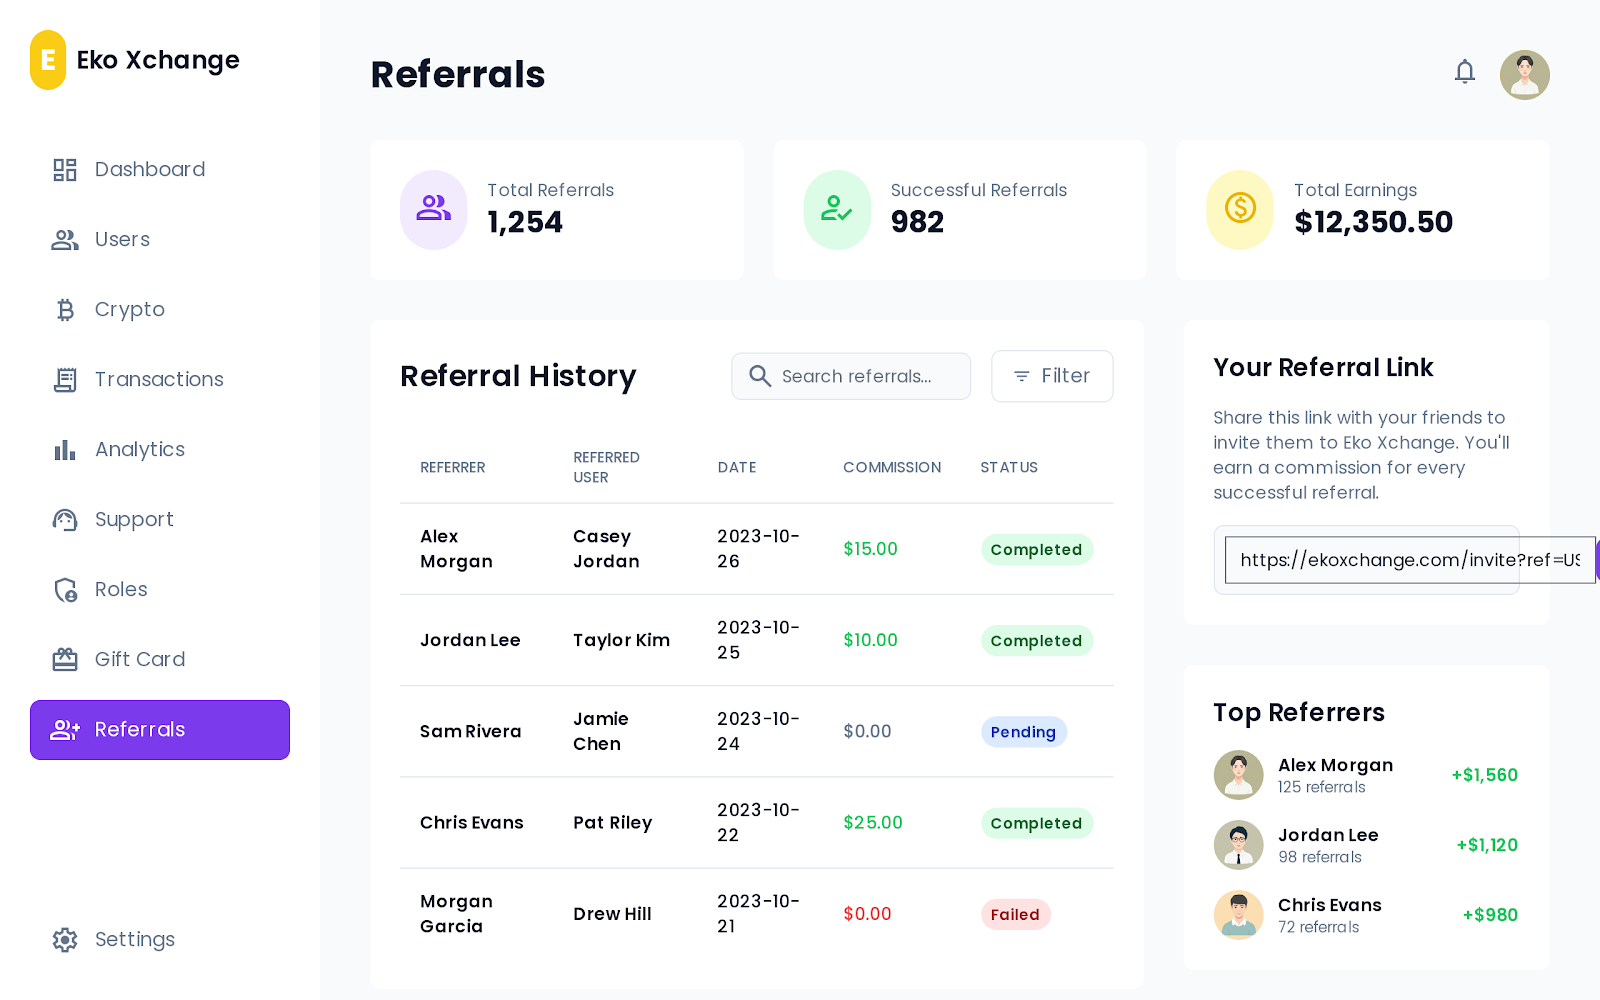 E Eko Xchange
Dashboard
Users
Crypto
Transactions
Analytics
Support
Roles
Gift Card
Referrals
Settings
Referrals
Total Referrals
1,254
Successful Referrals
982
Total Earnings
$12,350.50
Referral History
Search referrals...
Filter
REFERRER
REFERRED
USER
DATE
COMMISSION
STATUS
Alex
Morgan
Casey
Jordan
2023-10-
26
$15.00
Completed
Jordan Lee
Taylor Kim
2023-10-
25
$10.00
Completed
Sam Rivera
Jamie
Chen
2023-10-
24
$0.00
Pending
Chris Evans
Pat Riley
2023-10-
22
$25.00
Completed
Morgan
Garcia
Drew Hill
2023-10-
21
$0.00
Failed
Your Referral Link
Share this link with your friends to
invite them to Eko Xchange. You'll
earn a commission for every
successful referral.
https://ekoxchange.com/invite?ref=US
Top Referrers
Alex Morgan
125 referrals
+$1,560
Jordan Lee
98 referrals
+$1,120
Chris Evans
72 referrals
+$980